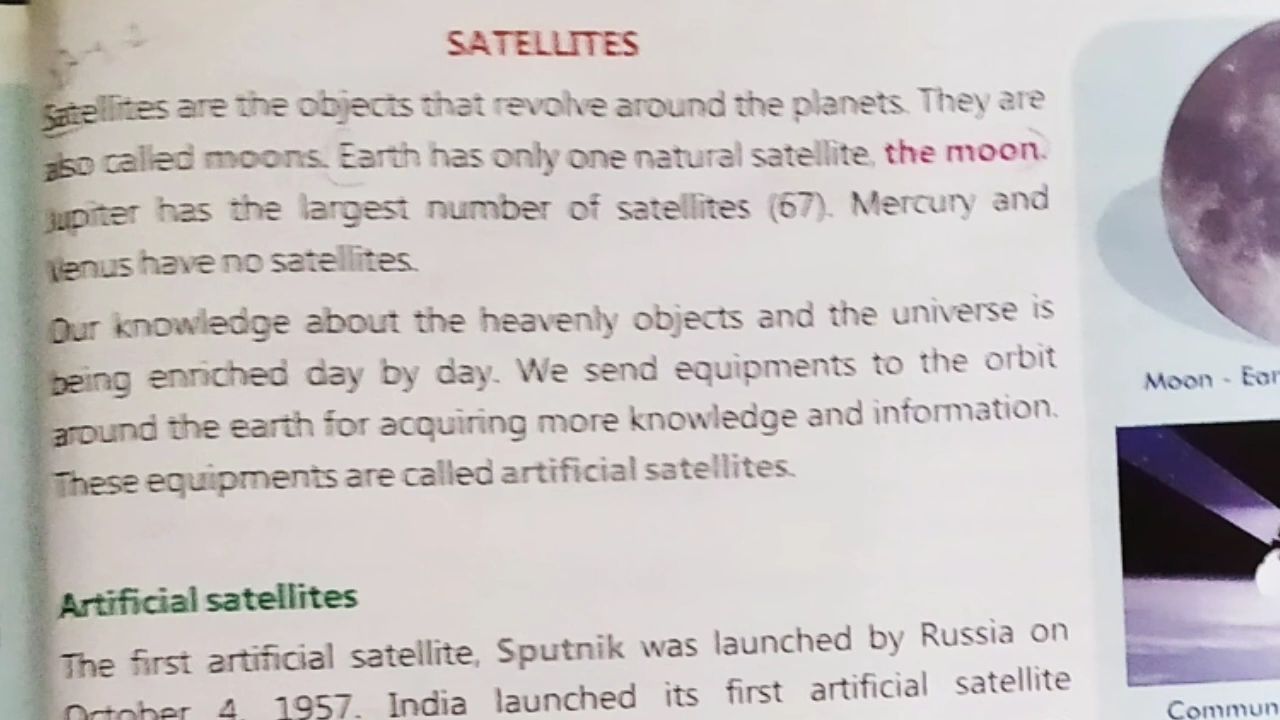 SATELLITES
Satellites are the objects that revolve around the planets. They are
also called moons. Earth has only one natural satellite, the moon.
Jupiter has the largest number of satellites (67). Mercury and
Venus have no satellites.
Our knowledge about the heavenly objects and the universe is
being enriched day by day. We send equipments to the orbit
around the earth for acquiring more knowledge and information.
These equipments are called artificial satellites.
Artificial satellites
The first artificial satellite, Sputnik was launched by Russia on
October 4, 1957. India launched its first artificial satellite
Moon - Ear
Commun